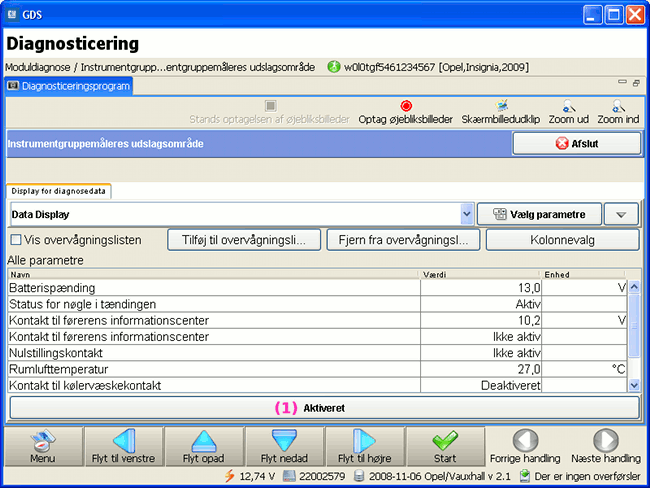 GDS
Diagnosticering
Moduldiagnose / Instrumentgrupp...entgruppemåleres udslagsområde w0l0tgf5461234567 [Opel,Insignia,2009]
Diagnosticeringsprogram
Stands optagelsen af øjebliksbilleder Optag øjebliksbilleder Skærmbilledudklip Zoom ud Zoom ind
Instrumentgruppemåleres udslagsområde Afslut
Display for diagnosedata
Data Display Vælg parametre
Vis overvågningslisten Tilføj til overvågningsli... Fjern fra overvågningsl... Kolonnevalg
Alle parametre
Navn Værdi Enhed
Batterispænding 13,0 V
Status for nøgle i tændingen Aktiv
Kontakt til førerens informationscenter 10,2 V
Kontakt til førerens informationscenter Ikke aktiv
Nulstillingskontakt Ikke aktiv
Rumlufttemperatur 27,0 °C
Kontakt til kølervæskekontakt Deaktiveret
(1) Aktiveret
Menu Flyt til venstre Flyt opad Flyt nedad Flyt til højre Start Forrige handling Næste handling
12,74 V 22002579 2008-11-06 Opel/Vauxhall v 2.1 Der er ingen overførsler